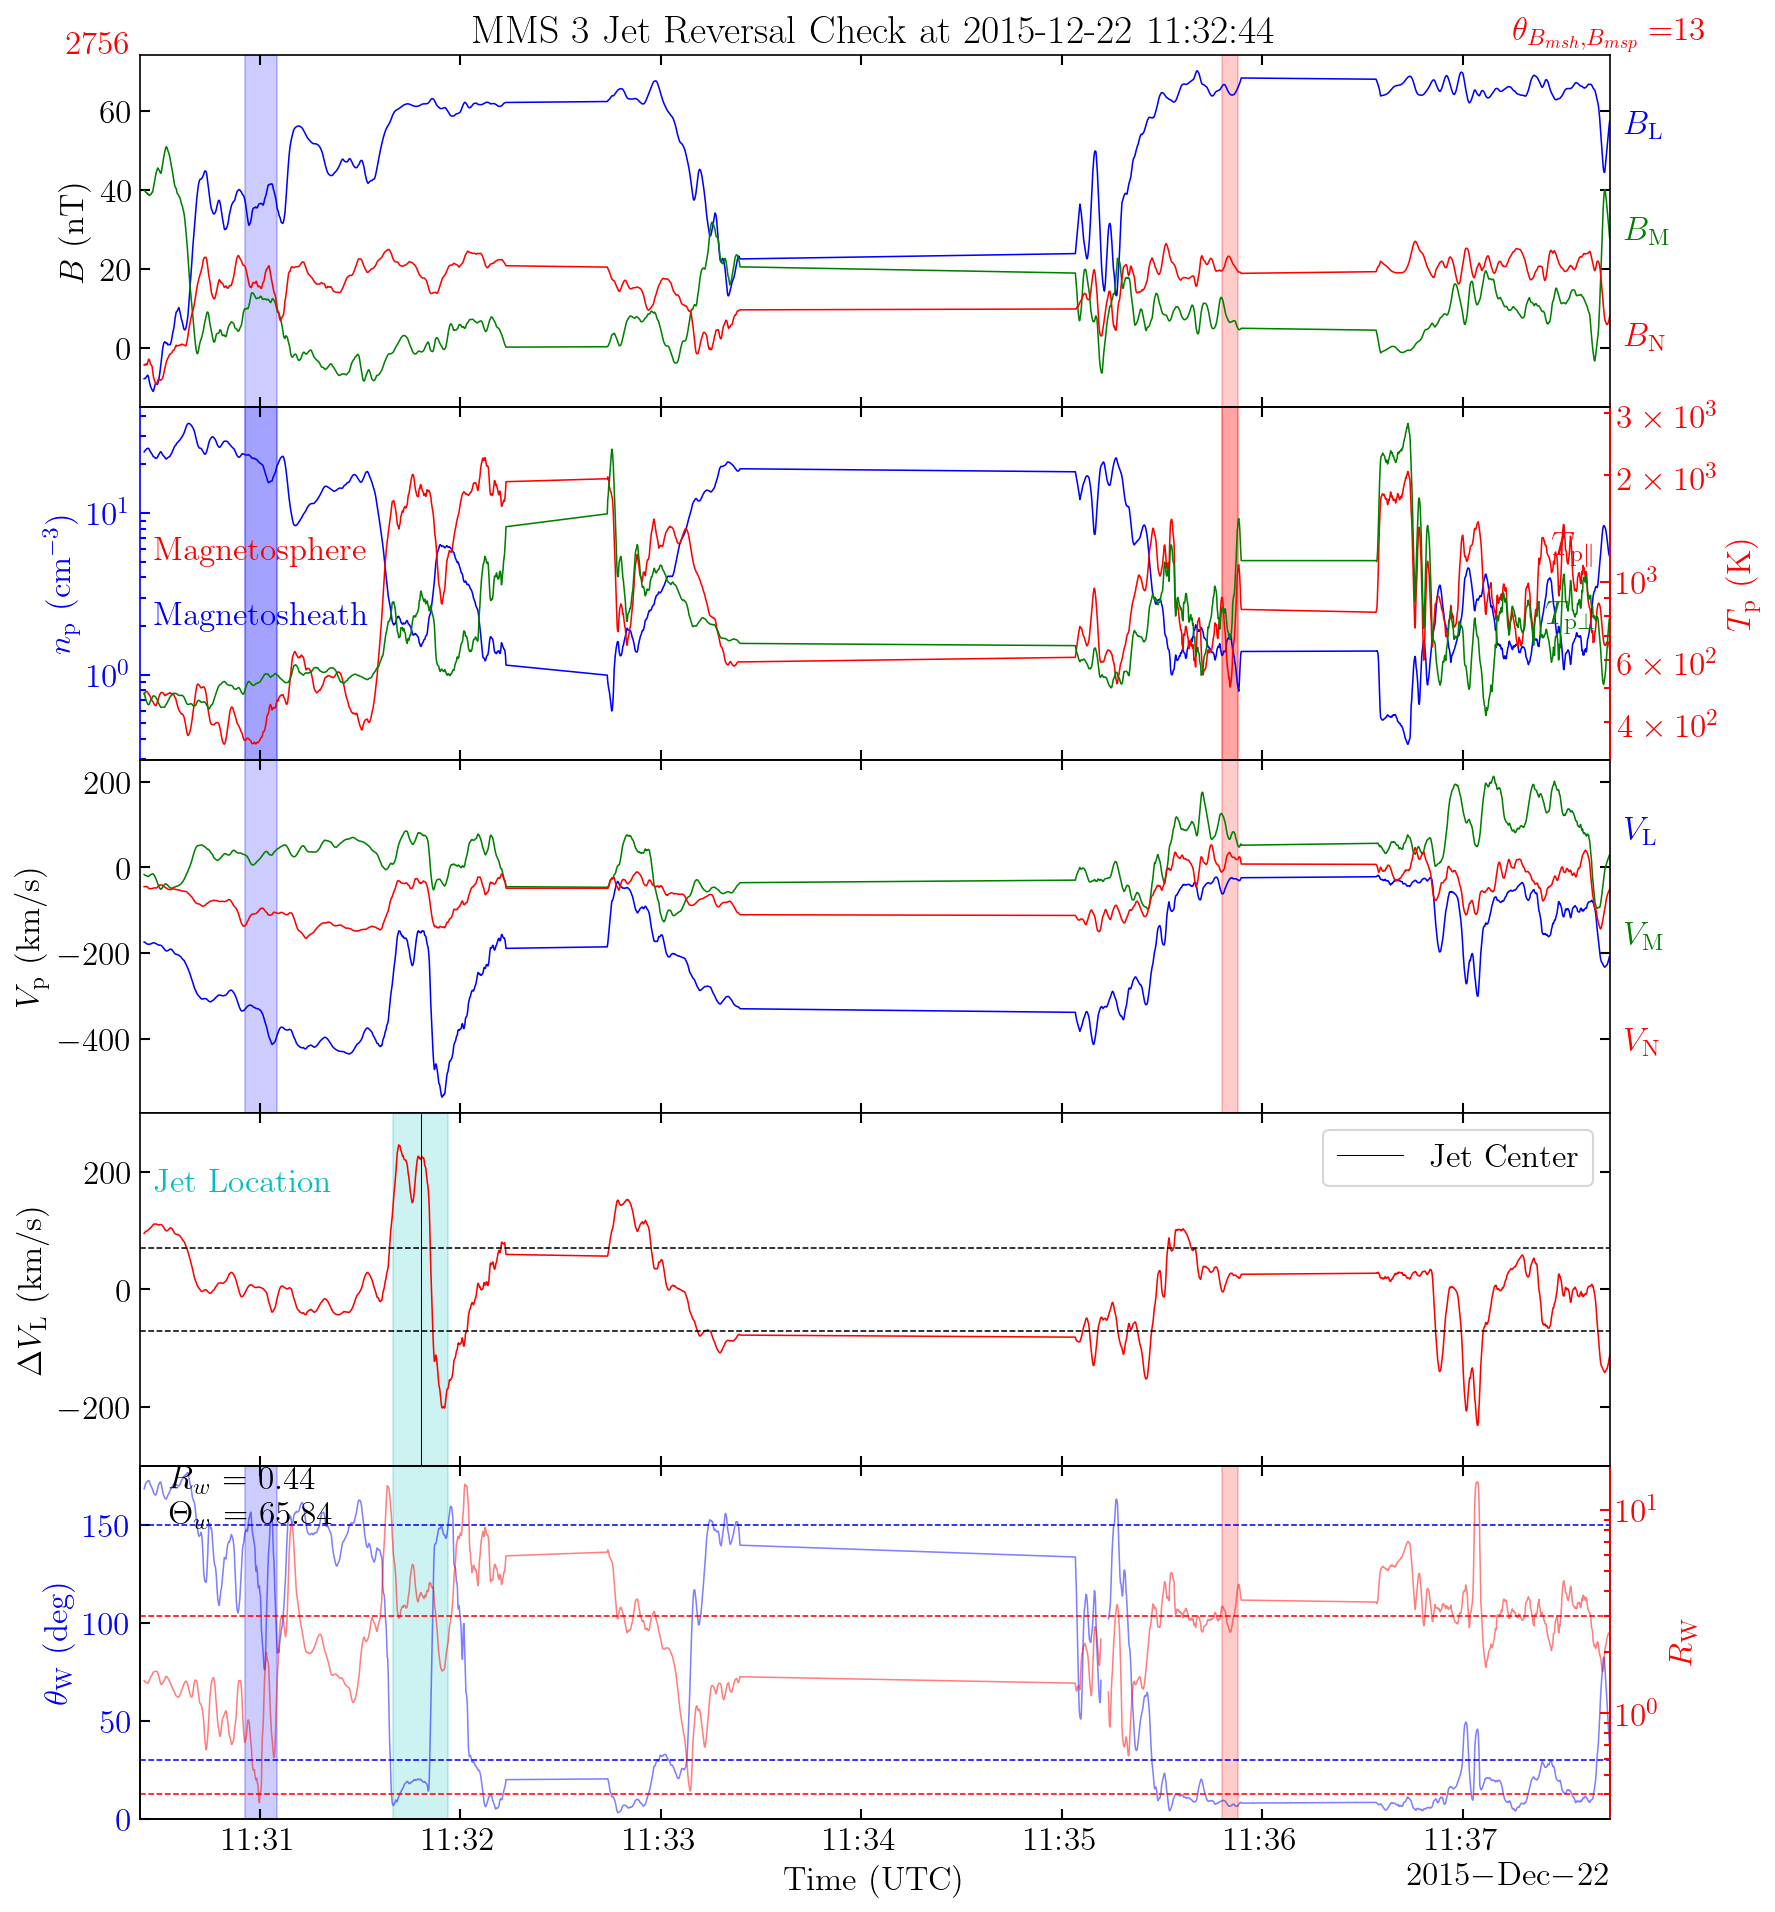 MMS 3 Jet Reversal Check at 2015-12-22 11:32:44
2756
θ_{B_{msh},B_{msp}} =13
60
40
20
0
B (nT)
B_L
B_M
B_N
10^1
10^0
n_p (cm^{−3})
Magnetosphere
Magnetosheath
T_{p∥}
T_{p⊥}
3 × 10^3
2 × 10^3
10^3
6 × 10^2
4 × 10^2
T_p (K)
200
0
−200
−400
V_p (km/s)
V_L
V_M
V_N
200
0
−200
ΔV_L (km/s)
Jet Location
Jet Center
R_w = 0.44
Θ_w = 65.84
150
100
50
0
θ_W (deg)
10^1
10^0
R_W
11:31 11:32 11:33 11:34 11:35 11:36 11:37
2015−Dec−22
Time (UTC)